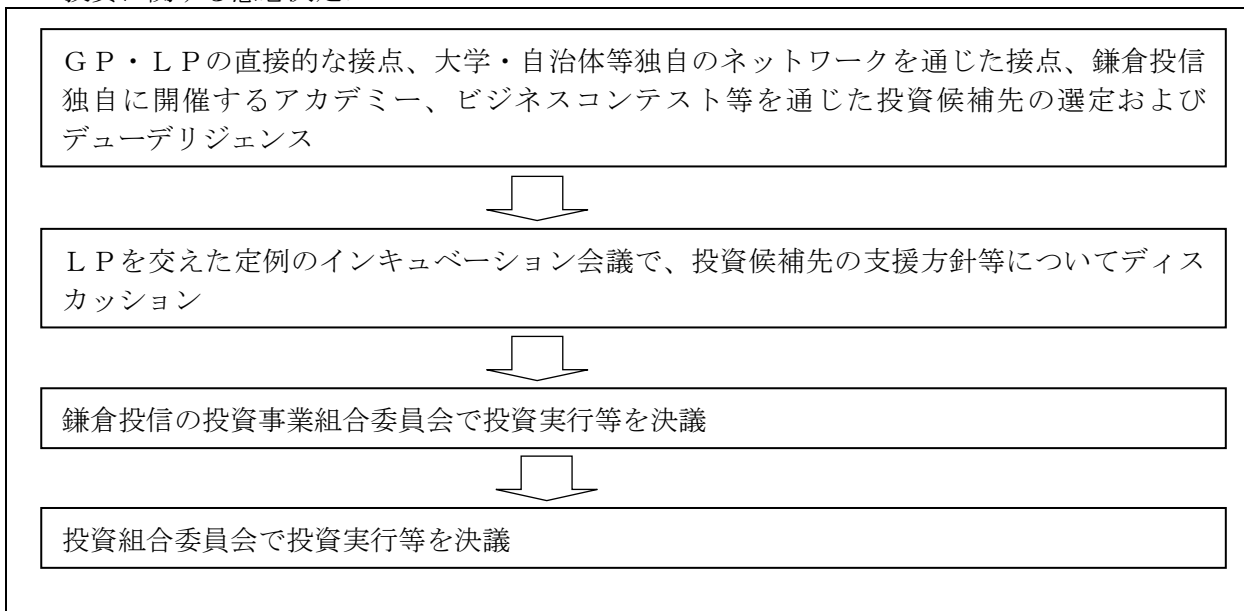 ＧＰ・ＬＰの直接的な接点、大学・自治体等独自のネットワークを通じた接点、鎌倉投信
独自に開催するアカデミー、ビジネスコンテスト等を通じた投資候補先の選定および
デューデリジェンス
ＬＰを交えた定例のインキュベーション会議で、投資候補先の支援方針等についてディス
カッション
鎌倉投信の投資事業組合委員会で投資実行等を決議
投資組合委員会で投資実行等を決議